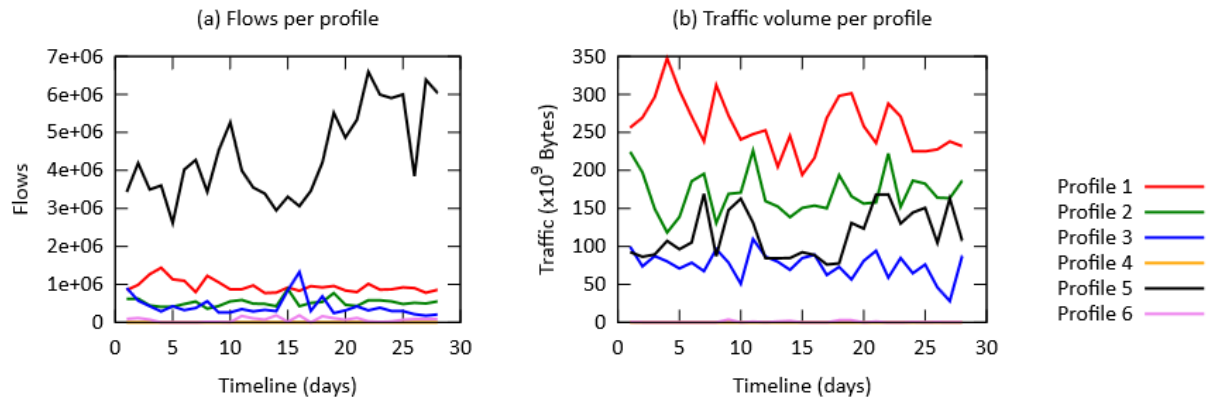 (a) Flows per profile
7e+06
6e+06
5e+06
4e+06
3e+06
2e+06
1e+06
0
Flows
0 5 10 15 20 25 30
Timeline (days)
(b) Traffic volume per profile
350
300
250
200
150
100
50
0
Traffic (x10^9 Bytes)
0 5 10 15 20 25 30
Timeline (days)
Profile 1
Profile 2
Profile 3
Profile 4
Profile 5
Profile 6